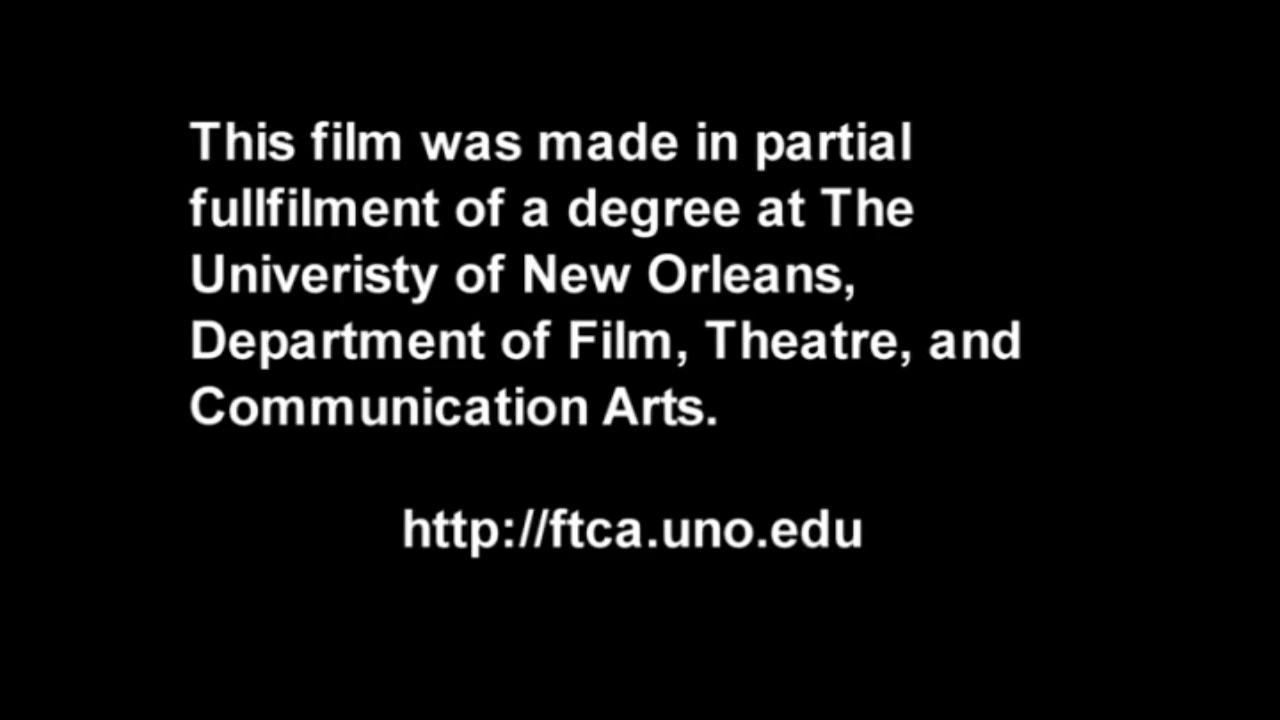 This film was made in partial
fullfilment of a degree at The
Univeristy of New Orleans,
Department of Film, Theatre, and
Communication Arts.
http://ftca.uno.edu